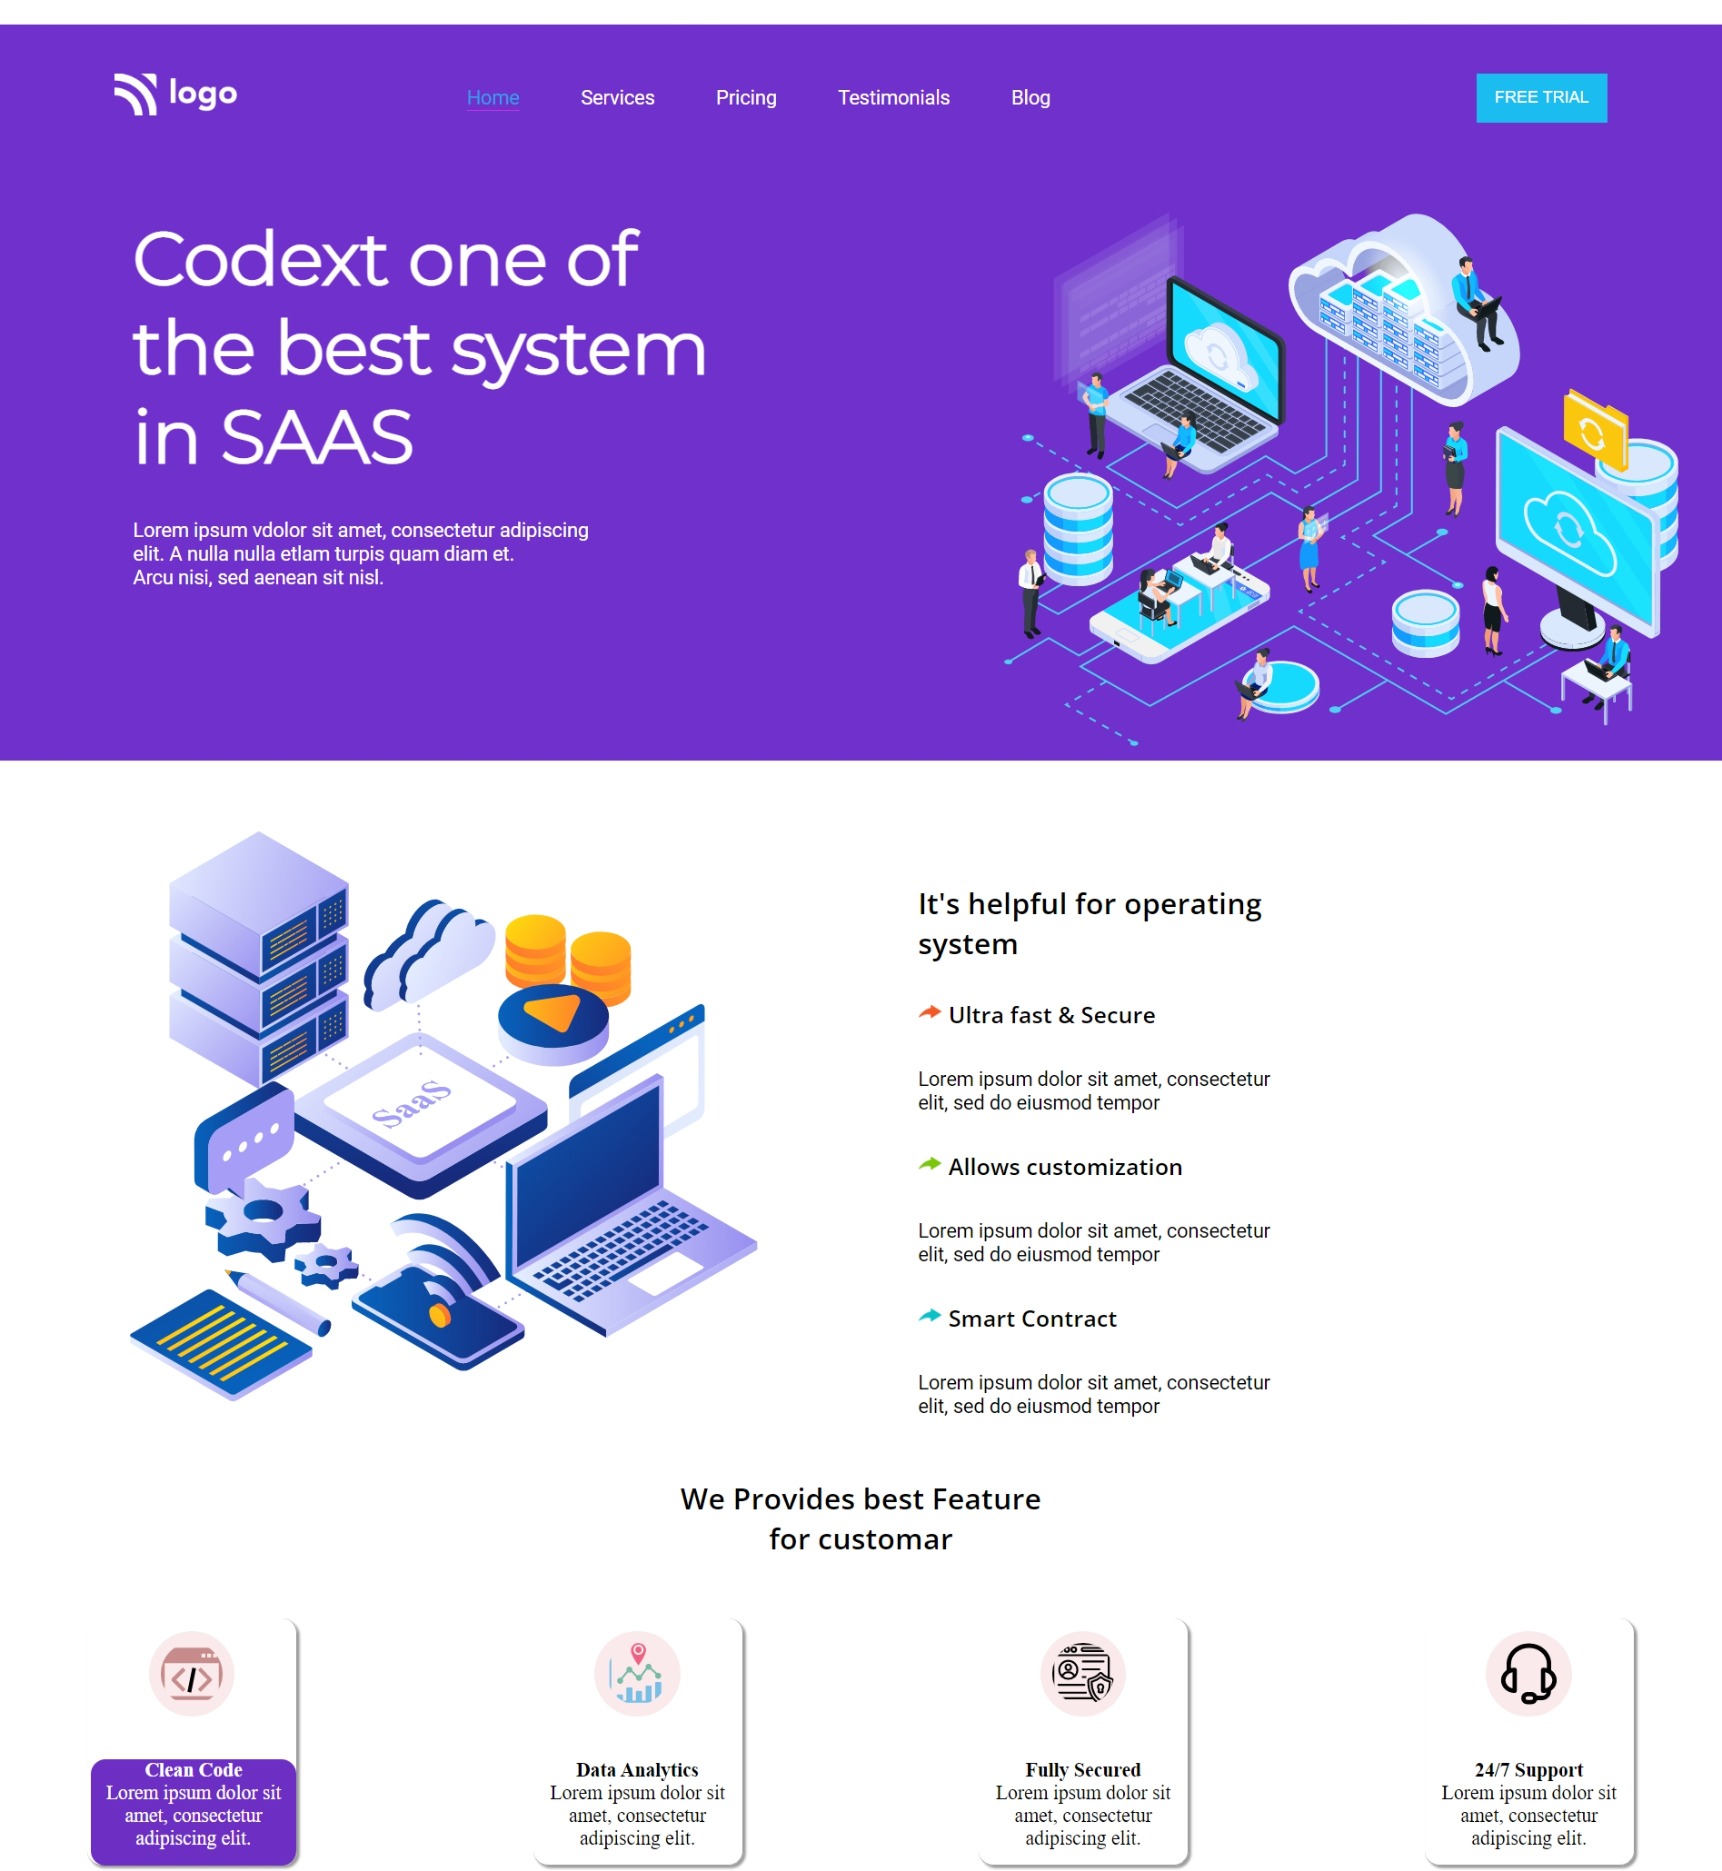 logo
Home Services Pricing Testimonials Blog
FREE TRIAL
Codext one of
the best system
in SAAS
Lorem ipsum vdolor sit amet, consectetur adipiscing
elit. A nulla nulla etlam turpis quam diam et.
Arcu nisi, sed aenean sit nisl.
SaaS
It's helpful for operating
system
Ultra fast & Secure
Lorem ipsum dolor sit amet, consectetur
elit, sed do eiusmod tempor
Allows customization
Lorem ipsum dolor sit amet, consectetur
elit, sed do eiusmod tempor
Smart Contract
Lorem ipsum dolor sit amet, consectetur
elit, sed do eiusmod tempor
We Provides best Feature
for customar
Clean Code
Lorem ipsum dolor sit
amet, consectetur
adipiscing elit.
Data Analytics
Lorem ipsum dolor sit
amet, consectetur
adipiscing elit.
Fully Secured
Lorem ipsum dolor sit
amet, consectetur
adipiscing elit.
24/7 Support
Lorem ipsum dolor sit
amet, consectetur
adipiscing elit.